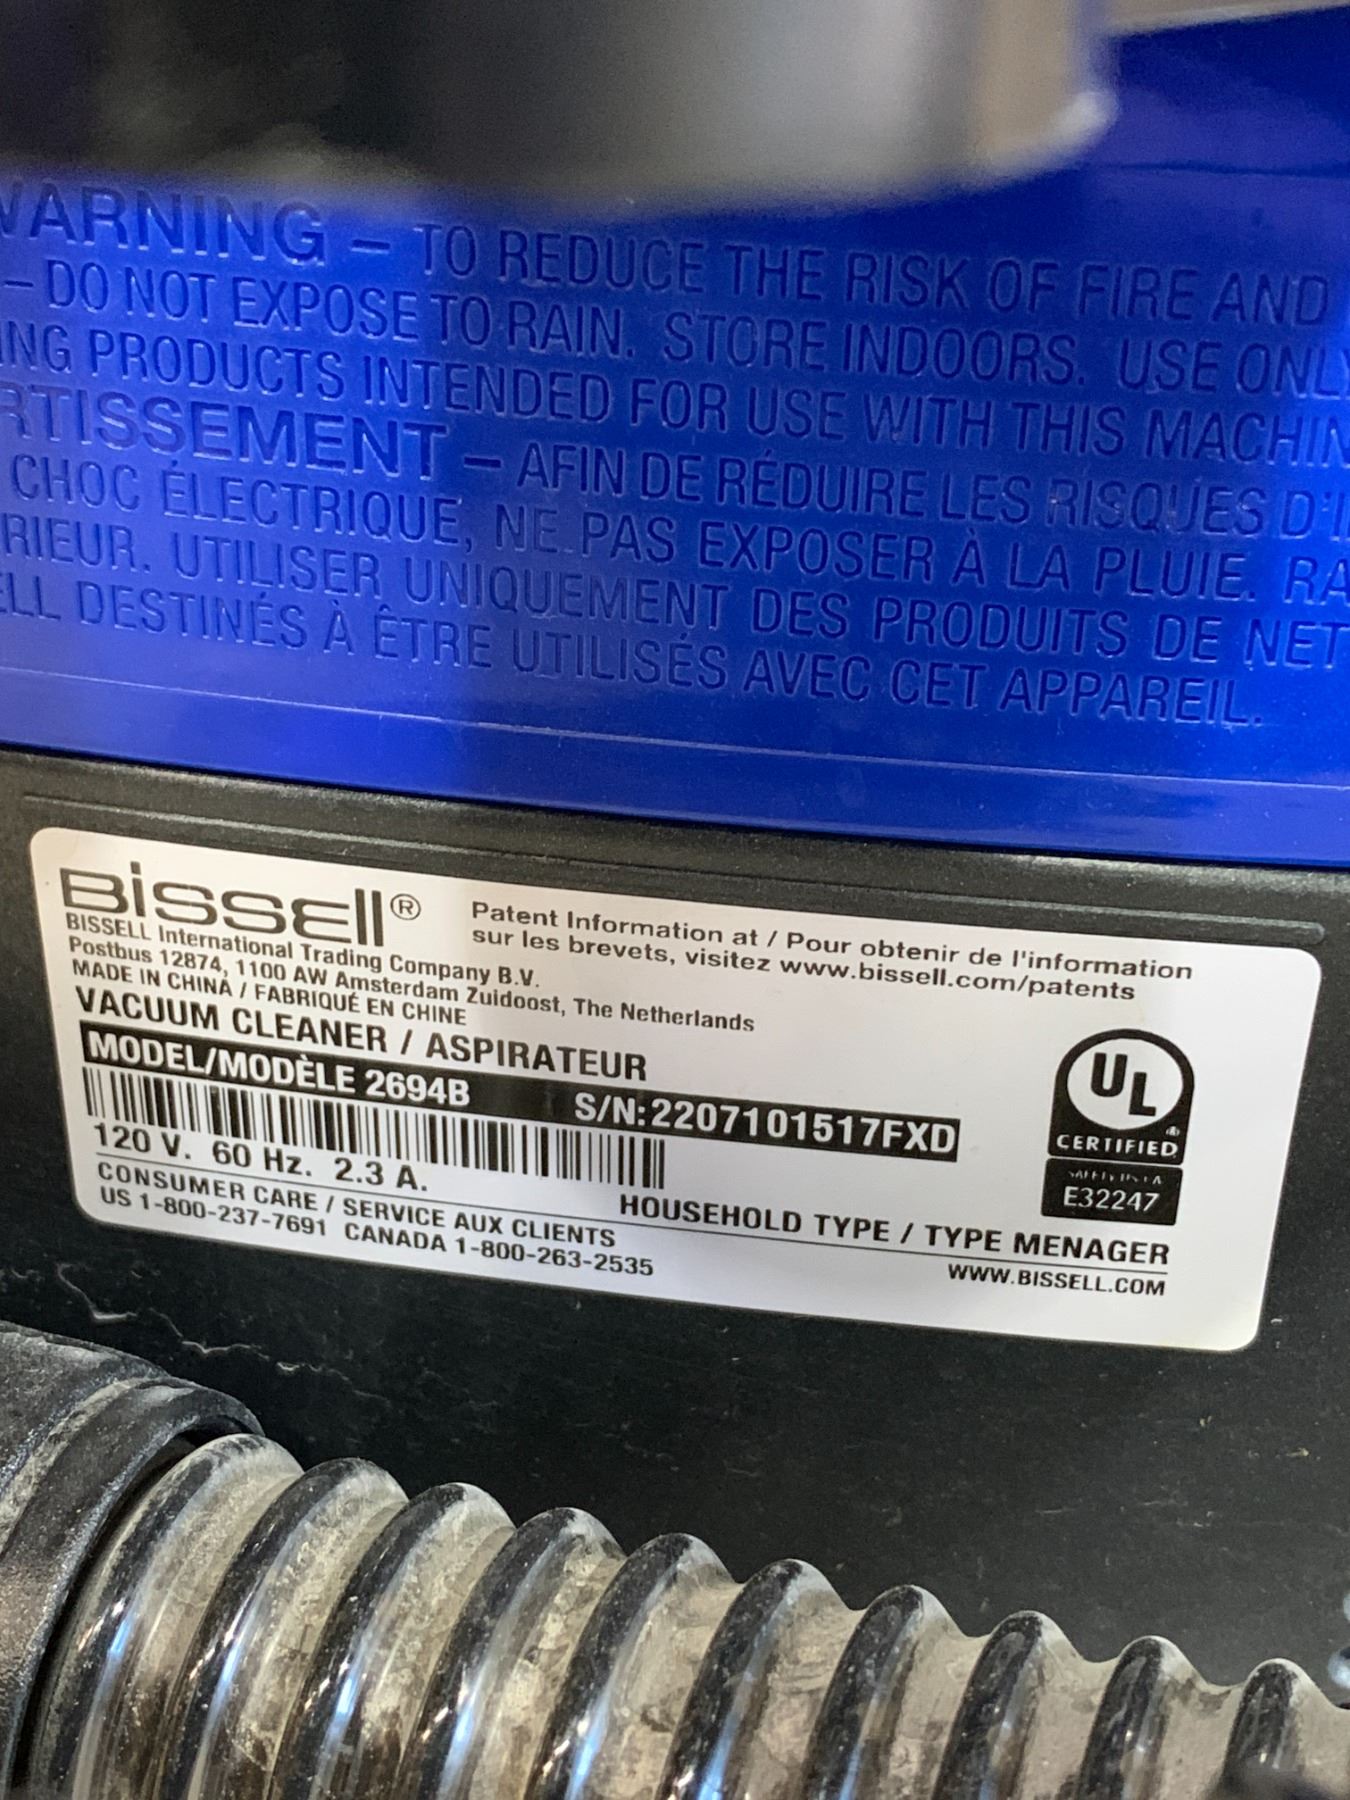 WARNING – TO REDUCE THE RISK OF FIRE AND
– DO NOT EXPOSE TO RAIN. STORE INDOORS. USE ONLY
ING PRODUCTS INTENDED FOR USE WITH THIS MACHIN
RTISSEMENT – AFIN DE RÉDUIRE LES RISQUES D'I
CHOC ÉLECTRIQUE, NE PAS EXPOSER À LA PLUIE. RA
RIEUR. UTILISER UNIQUEMENT DES PRODUITS DE NET
ELL DESTINÉS À ÊTRE UTILISÉS AVEC CET APPAREIL.
BISSELL®
Patent Information at / Pour obtenir de l'information
sur les brevets, visitez www.bissell.com/patents
BISSELL International Trading Company B.V.
Postbus 12874, 1100 AW Amsterdam Zuidoost, The Netherlands
MADE IN CHINA / FABRIQUÉ EN CHINE
VACUUM CLEANER / ASPIRATEUR
MODEL/MODÈLE 2694B S/N:2207101517FXD
120 V. 60 Hz. 2.3 A.
UL
CERTIFIED®
E32247
HOUSEHOLD TYPE / TYPE MENAGER
CONSUMER CARE / SERVICE AUX CLIENTS
US 1-800-237-7691 CANADA 1-800-263-2535
WWW.BISSELL.COM